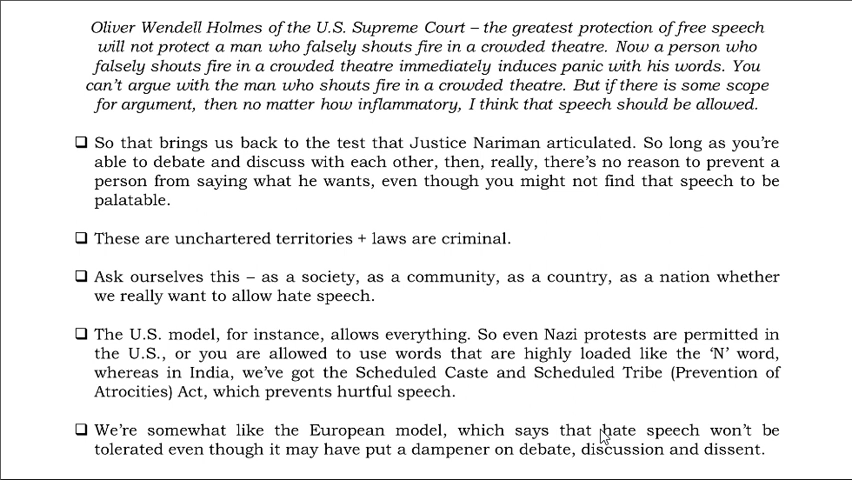 Oliver Wendell Holmes of the U.S. Supreme Court – the greatest protection of free speech
will not protect a man who falsely shouts fire in a crowded theatre. Now a person who
falsely shouts fire in a crowded theatre immediately induces panic with his words. You
can't argue with the man who shouts fire in a crowded theatre. But if there is some scope
for argument, then no matter how inflammatory, I think that speech should be allowed.
❑ So that brings us back to the test that Justice Nariman articulated. So long as you're
able to debate and discuss with each other, then, really, there's no reason to prevent a
person from saying what he wants, even though you might not find that speech to be
palatable.
❑ These are unchartered territories + laws are criminal.
❑ Ask ourselves this – as a society, as a community, as a country, as a nation whether
we really want to allow hate speech.
❑ The U.S. model, for instance, allows everything. So even Nazi protests are permitted in
the U.S., or you are allowed to use words that are highly loaded like the 'N' word,
whereas in India, we've got the Scheduled Caste and Scheduled Tribe (Prevention of
Atrocities) Act, which prevents hurtful speech.
❑ We're somewhat like the European model, which says that hate speech won't be
tolerated even though it may have put a dampener on debate, discussion and dissent.